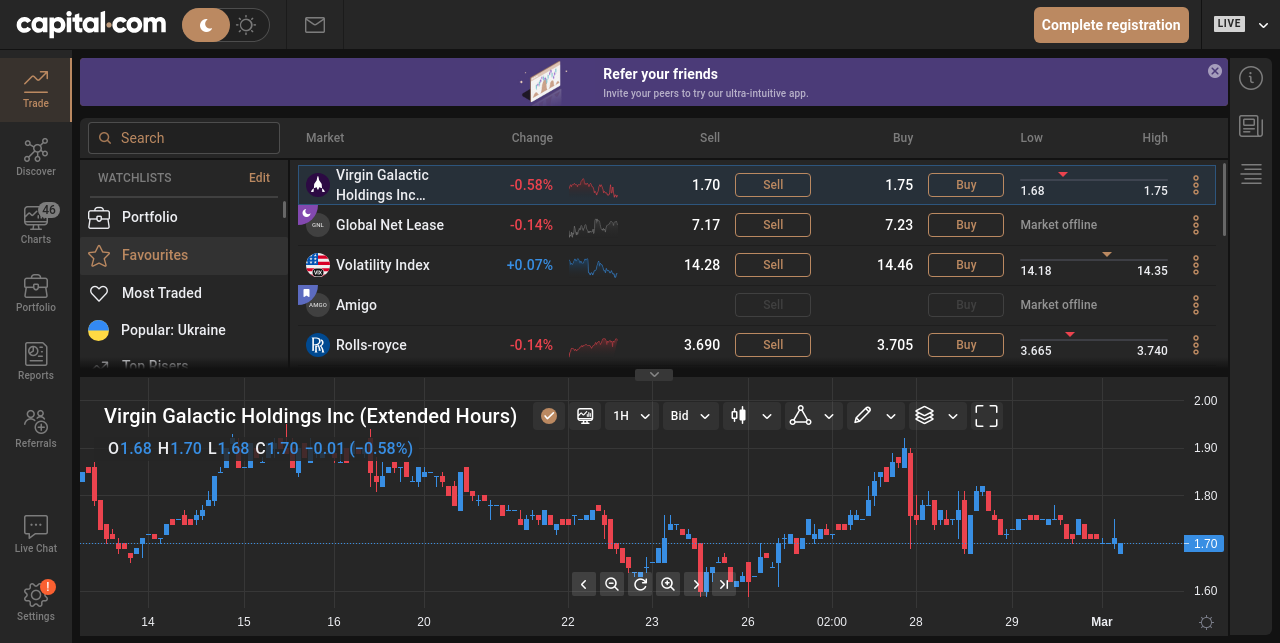 capital.com
Complete registration
LIVE
Refer your friends
Invite your peers to try our ultra-intuitive app.
Trade
Discover
46
Charts
Portfolio
Reports
Referrals
Live Chat
!
Settings
Search
WATCHLISTS Edit
Portfolio
Favourites
Most Traded
Popular: Ukraine
Top Risers
Market Change Sell Buy Low High
Virgin Galactic
Holdings Inc… -0.58% 1.70 Sell 1.75 Buy 1.68 1.75
GNL Global Net Lease -0.14% 7.17 Sell 7.23 Buy Market offline
VIX Volatility Index +0.07% 14.28 Sell 14.46 Buy 14.18 14.35
AMIGO Amigo Sell Buy Market offline
RR Rolls-royce -0.14% 3.690 Sell 3.705 Buy 3.665 3.740
Virgin Galactic Holdings Inc (Extended Hours) 1H Bid
O1.68 H1.70 L1.68 C1.70 −0.01 (−0.58%)
2.00
1.90
1.80
1.70
1.60
14 15 16 20 22 23 26 02:00 28 29 Mar